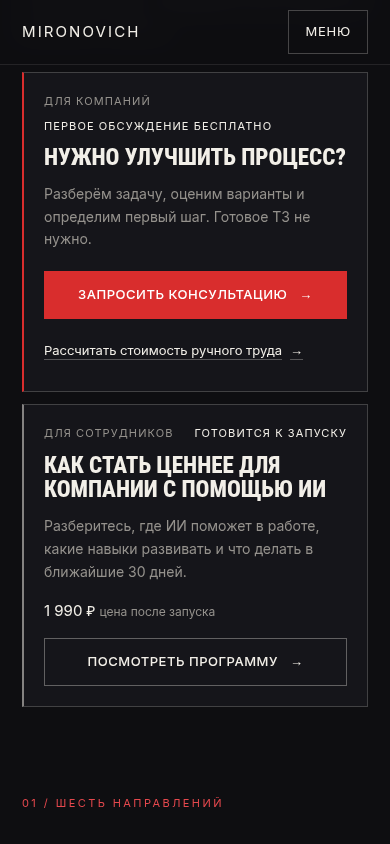 MIRONOVICH
МЕНЮ
ДЛЯ КОМПАНИЙ
ПЕРВОЕ ОБСУЖДЕНИЕ БЕСПЛАТНО
НУЖНО УЛУЧШИТЬ ПРОЦЕСС?
Разберём задачу, оценим варианты и
определим первый шаг. Готовое ТЗ не
нужно.
ЗАПРОСИТЬ КОНСУЛЬТАЦИЮ →
Рассчитать стоимость ручного труда →
ДЛЯ СОТРУДНИКОВ ГОТОВИТСЯ К ЗАПУСКУ
КАК СТАТЬ ЦЕННЕЕ ДЛЯ
КОМПАНИИ С ПОМОЩЬЮ ИИ
Разберитесь, где ИИ поможет в работе,
какие навыки развивать и что делать в
ближайшие 30 дней.
1 990 ₽ цена после запуска
ПОСМОТРЕТЬ ПРОГРАММУ →
01 / ШЕСТЬ НАПРАВЛЕНИЙ